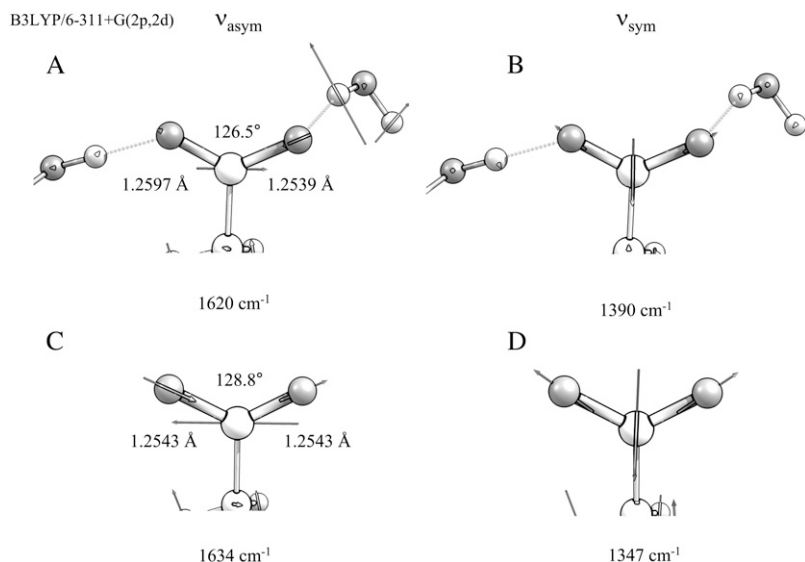 B3LYP/6-311+G(2p,2d)
νasym
νsym
A
B
126.5°
1.2597 Å
1.2539 Å
1620 cm-1
1390 cm-1
C
D
128.8°
1.2543 Å
1.2543 Å
1634 cm-1
1347 cm-1